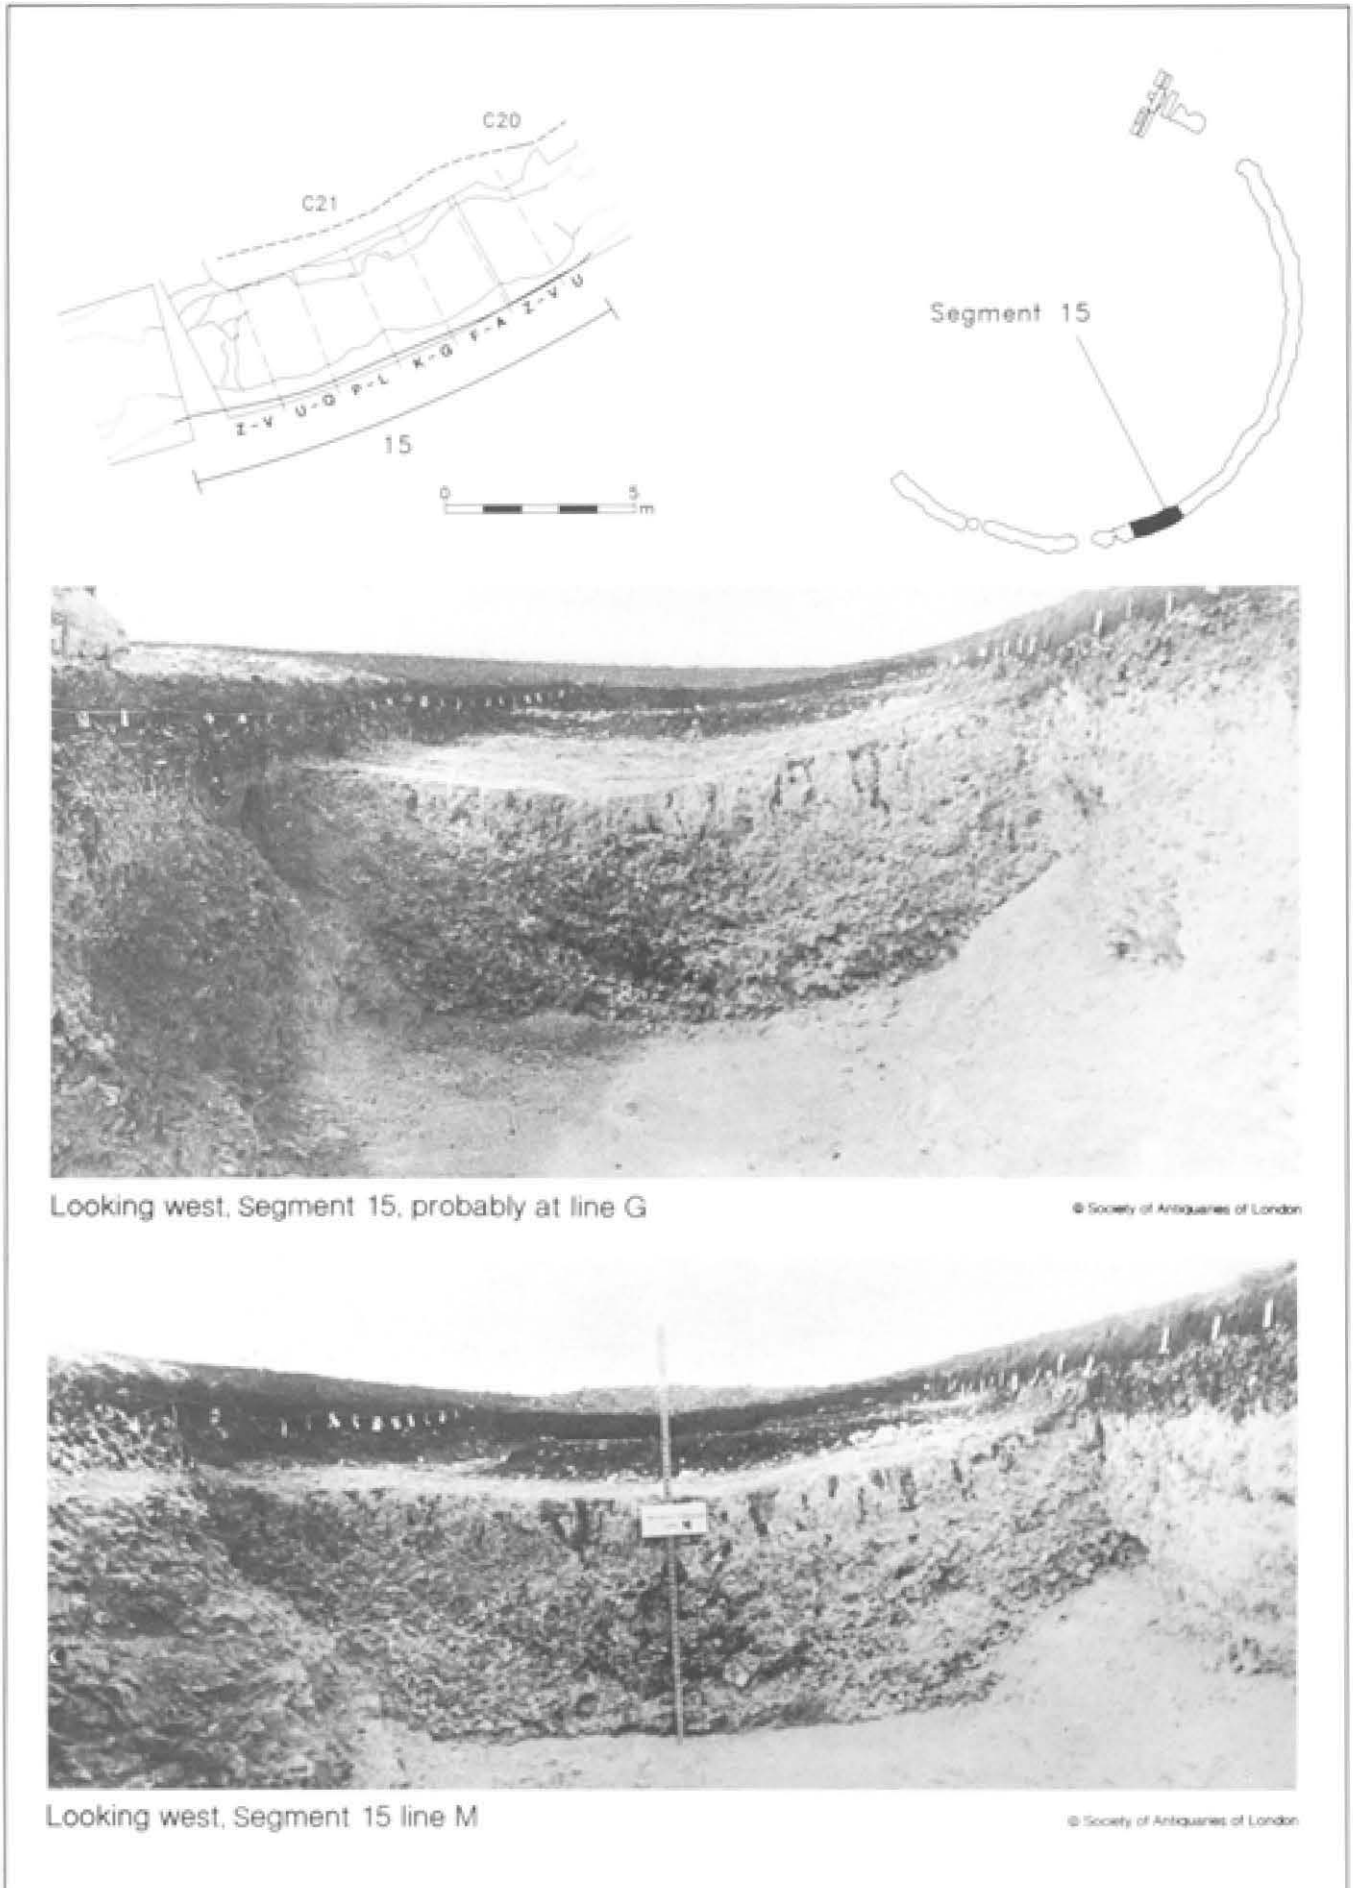 C20
C21
Segment 15
Z-V U-Q P-L K-G F-A Z-V U
15
0 5
m
Looking west, Segment 15, probably at line G
© Society of Antiquaries of London
Looking west, Segment 15 line M
© Society of Antiquaries of London